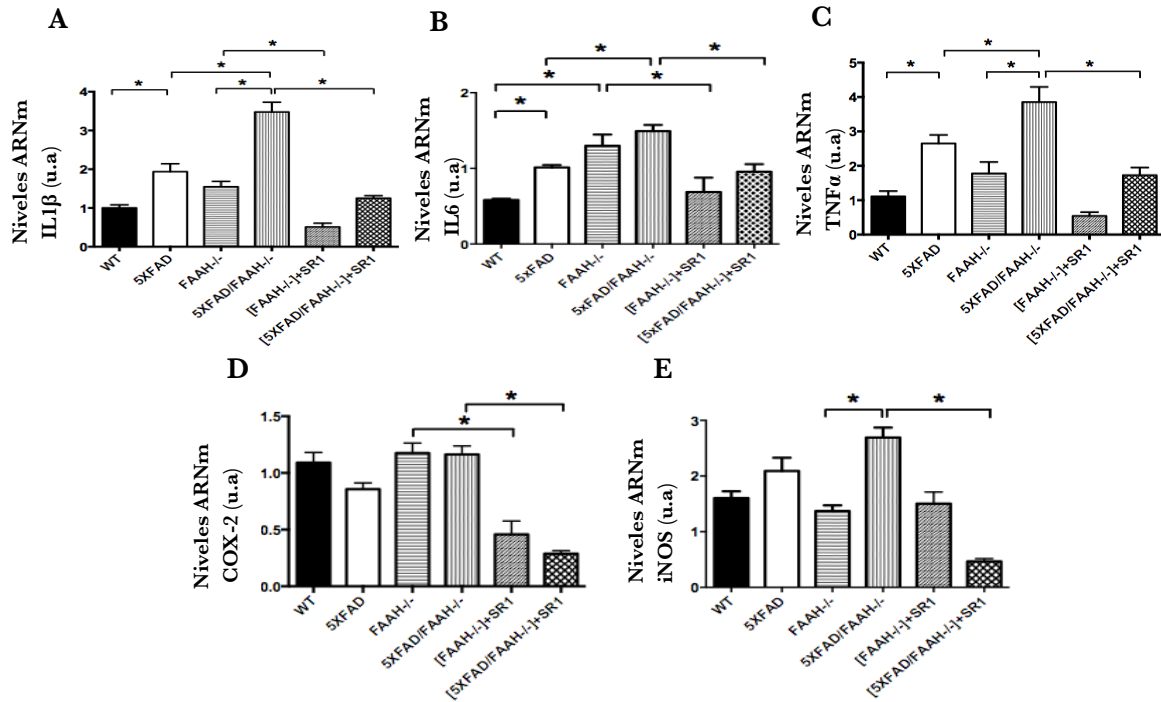 A
*
*
*
*
*
Niveles ARNm
IL1β (u.a)
4
3
2
1
0
WT
5XFAD
FAAH-/-
5XFAD/FAAH-/-
[FAAH-/-]+SR1
[5XFAD/FAAH-/-]+SR1
B
*
*
*
*
*
Niveles ARNm
IL6 (u.a)
2
1
0
WT
5xFAD
FAAH-/-
5xFAD/FAAH-/-
[FAAH-/-]+SR1
[5xFAD/FAAH-/-]+SR1
C
*
*
*
*
Niveles ARNm
TNFα (u.a)
5
4
3
2
1
0
WT
5XFAD
FAAH-/-
5XFAD/FAAH-/-
[FAAH-/-]+SR1
[5XFAD/FAAH-/-]+SR1
D
*
*
Niveles ARNm
COX-2 (u.a)
1.5
1.0
0.5
0.0
WT
5XFAD
FAAH-/-
5XFAD/FAAH-/-
[FAAH-/-]+SR1
[5XFAD/FAAH-/-]+SR1
E
*
*
Niveles ARNm
iNOS (u.a)
3
2
1
0
WT
5XFAD
FAAH-/-
5XFAD/FAAH-/-
[FAAH-/-]+SR1
[5XFAD/FAAH-/-]+SR1